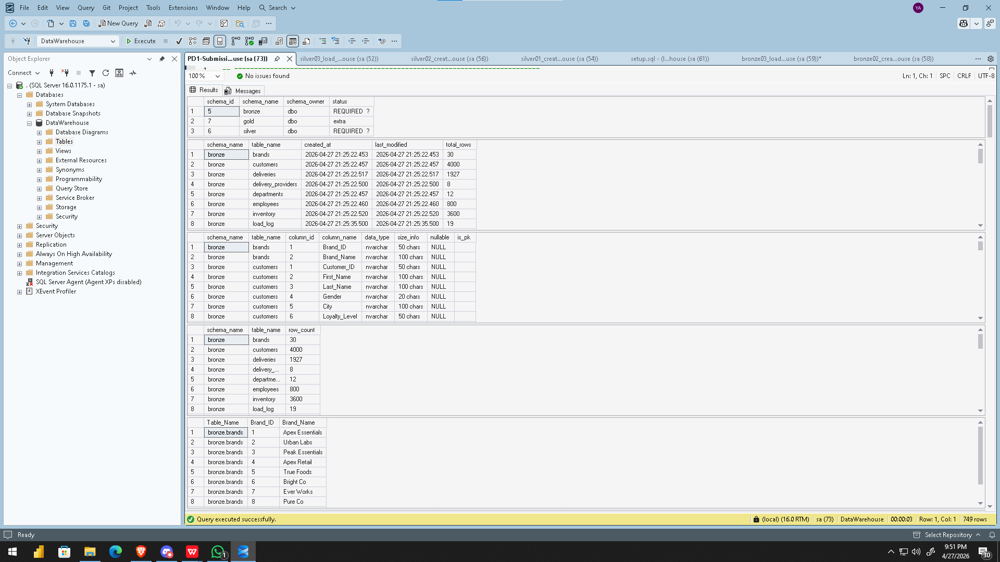 File Edit View Query Git Project Tools Extensions Window Help Search YA
New Query
DataWarehouse Execute
Object Explorer
PD1-Submissi...use (sa (73)) silver03_load_...ouse (sa (52)) silver02_creat...ouse (sa (56)) silver01_creat...ouse (sa (54)) setup.sql - (l...house (sa (61)) bronze03_load...use (sa (59))* bronze02_crea...ouse (sa (58))
Connect
. (SQL Server 16.0.1175.1 - sa)
Databases
System Databases
Database Snapshots
DataWarehouse
Database Diagrams
Tables
Views
External Resources
Synonyms
Programmability
Query Store
Service Broker
Storage
Security
Security
Server Objects
Replication
Always On High Availability
Management
Integration Services Catalogs
SQL Server Agent (Agent XPs disabled)
XEvent Profiler
100 % No issues found Ln: 1, Ch: 1 SPC CRLF UTF-8
Results Messages
schema_id schema_name schema_owner status
1 5 bronze dbo REQUIRED ?
2 7 gold dbo extra
3 6 silver dbo REQUIRED ?
schema_name table_name created_at last_modified total_rows
1 bronze brands 2026-04-27 21:25:22.453 2026-04-27 21:25:22.453 30
2 bronze customers 2026-04-27 21:25:22.457 2026-04-27 21:25:22.457 4000
3 bronze deliveries 2026-04-27 21:25:22.517 2026-04-27 21:25:22.517 1927
4 bronze delivery_providers 2026-04-27 21:25:22.500 2026-04-27 21:25:22.500 8
5 bronze departments 2026-04-27 21:25:22.457 2026-04-27 21:25:22.457 12
6 bronze employees 2026-04-27 21:25:22.460 2026-04-27 21:25:22.460 800
7 bronze inventory 2026-04-27 21:25:22.520 2026-04-27 21:25:22.520 3600
8 bronze load_log 2026-04-27 21:25:35.500 2026-04-27 21:25:35.500 19
schema_name table_name column_id column_name data_type size_info nullable is_pk
1 bronze brands 1 Brand_ID nvarchar 50 chars NULL
2 bronze brands 2 Brand_Name nvarchar 100 chars NULL
3 bronze customers 1 Customer_ID nvarchar 50 chars NULL
4 bronze customers 2 First_Name nvarchar 100 chars NULL
5 bronze customers 3 Last_Name nvarchar 100 chars NULL
6 bronze customers 4 Gender nvarchar 20 chars NULL
7 bronze customers 5 City nvarchar 100 chars NULL
8 bronze customers 6 Loyalty_Level nvarchar 50 chars NULL
schema_name table_name row_count
1 bronze brands 30
2 bronze customers 4000
3 bronze deliveries 1927
4 bronze delivery_... 8
5 bronze departme... 12
6 bronze employees 800
7 bronze inventory 3600
8 bronze load_log 19
Table_Name Brand_ID Brand_Name
1 bronze.brands 1 Apex Essentials
2 bronze.brands 2 Urban Labs
3 bronze.brands 3 Peak Essentials
4 bronze.brands 4 Apex Retail
5 bronze.brands 5 True Foods
6 bronze.brands 6 Bright Co
7 bronze.brands 7 Ever Works
8 bronze.brands 8 Pure Co
Query executed successfully. (local) (16.0 RTM) sa (73) DataWarehouse 00:00:03 Row: 1, Col: 1 749 rows
Ready Select Repository
1 9:51 PM
4/27/2026 30